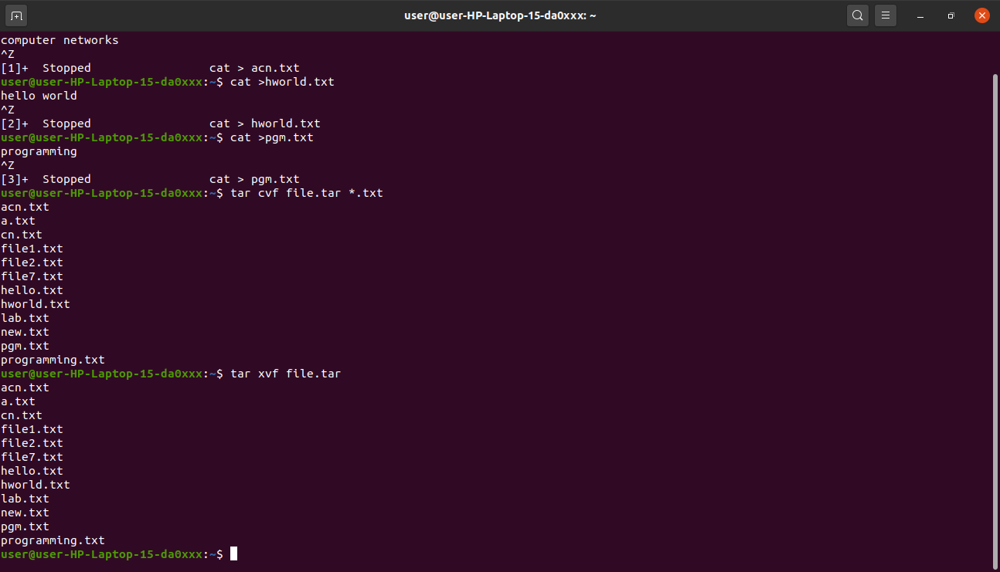 user@user-HP-Laptop-15-da0xxx: ~
computer networks
^Z
[1]+  Stopped                 cat > acn.txt
user@user-HP-Laptop-15-da0xxx:~$ cat >hworld.txt
hello world
^Z
[2]+  Stopped                 cat > hworld.txt
user@user-HP-Laptop-15-da0xxx:~$ cat >pgm.txt
programming
^Z
[3]+  Stopped                 cat > pgm.txt
user@user-HP-Laptop-15-da0xxx:~$ tar cvf file.tar *.txt
acn.txt
a.txt
cn.txt
file1.txt
file2.txt
file7.txt
hello.txt
hworld.txt
lab.txt
new.txt
pgm.txt
programming.txt
user@user-HP-Laptop-15-da0xxx:~$ tar xvf file.tar
acn.txt
a.txt
cn.txt
file1.txt
file2.txt
file7.txt
hello.txt
hworld.txt
lab.txt
new.txt
pgm.txt
programming.txt
user@user-HP-Laptop-15-da0xxx:~$